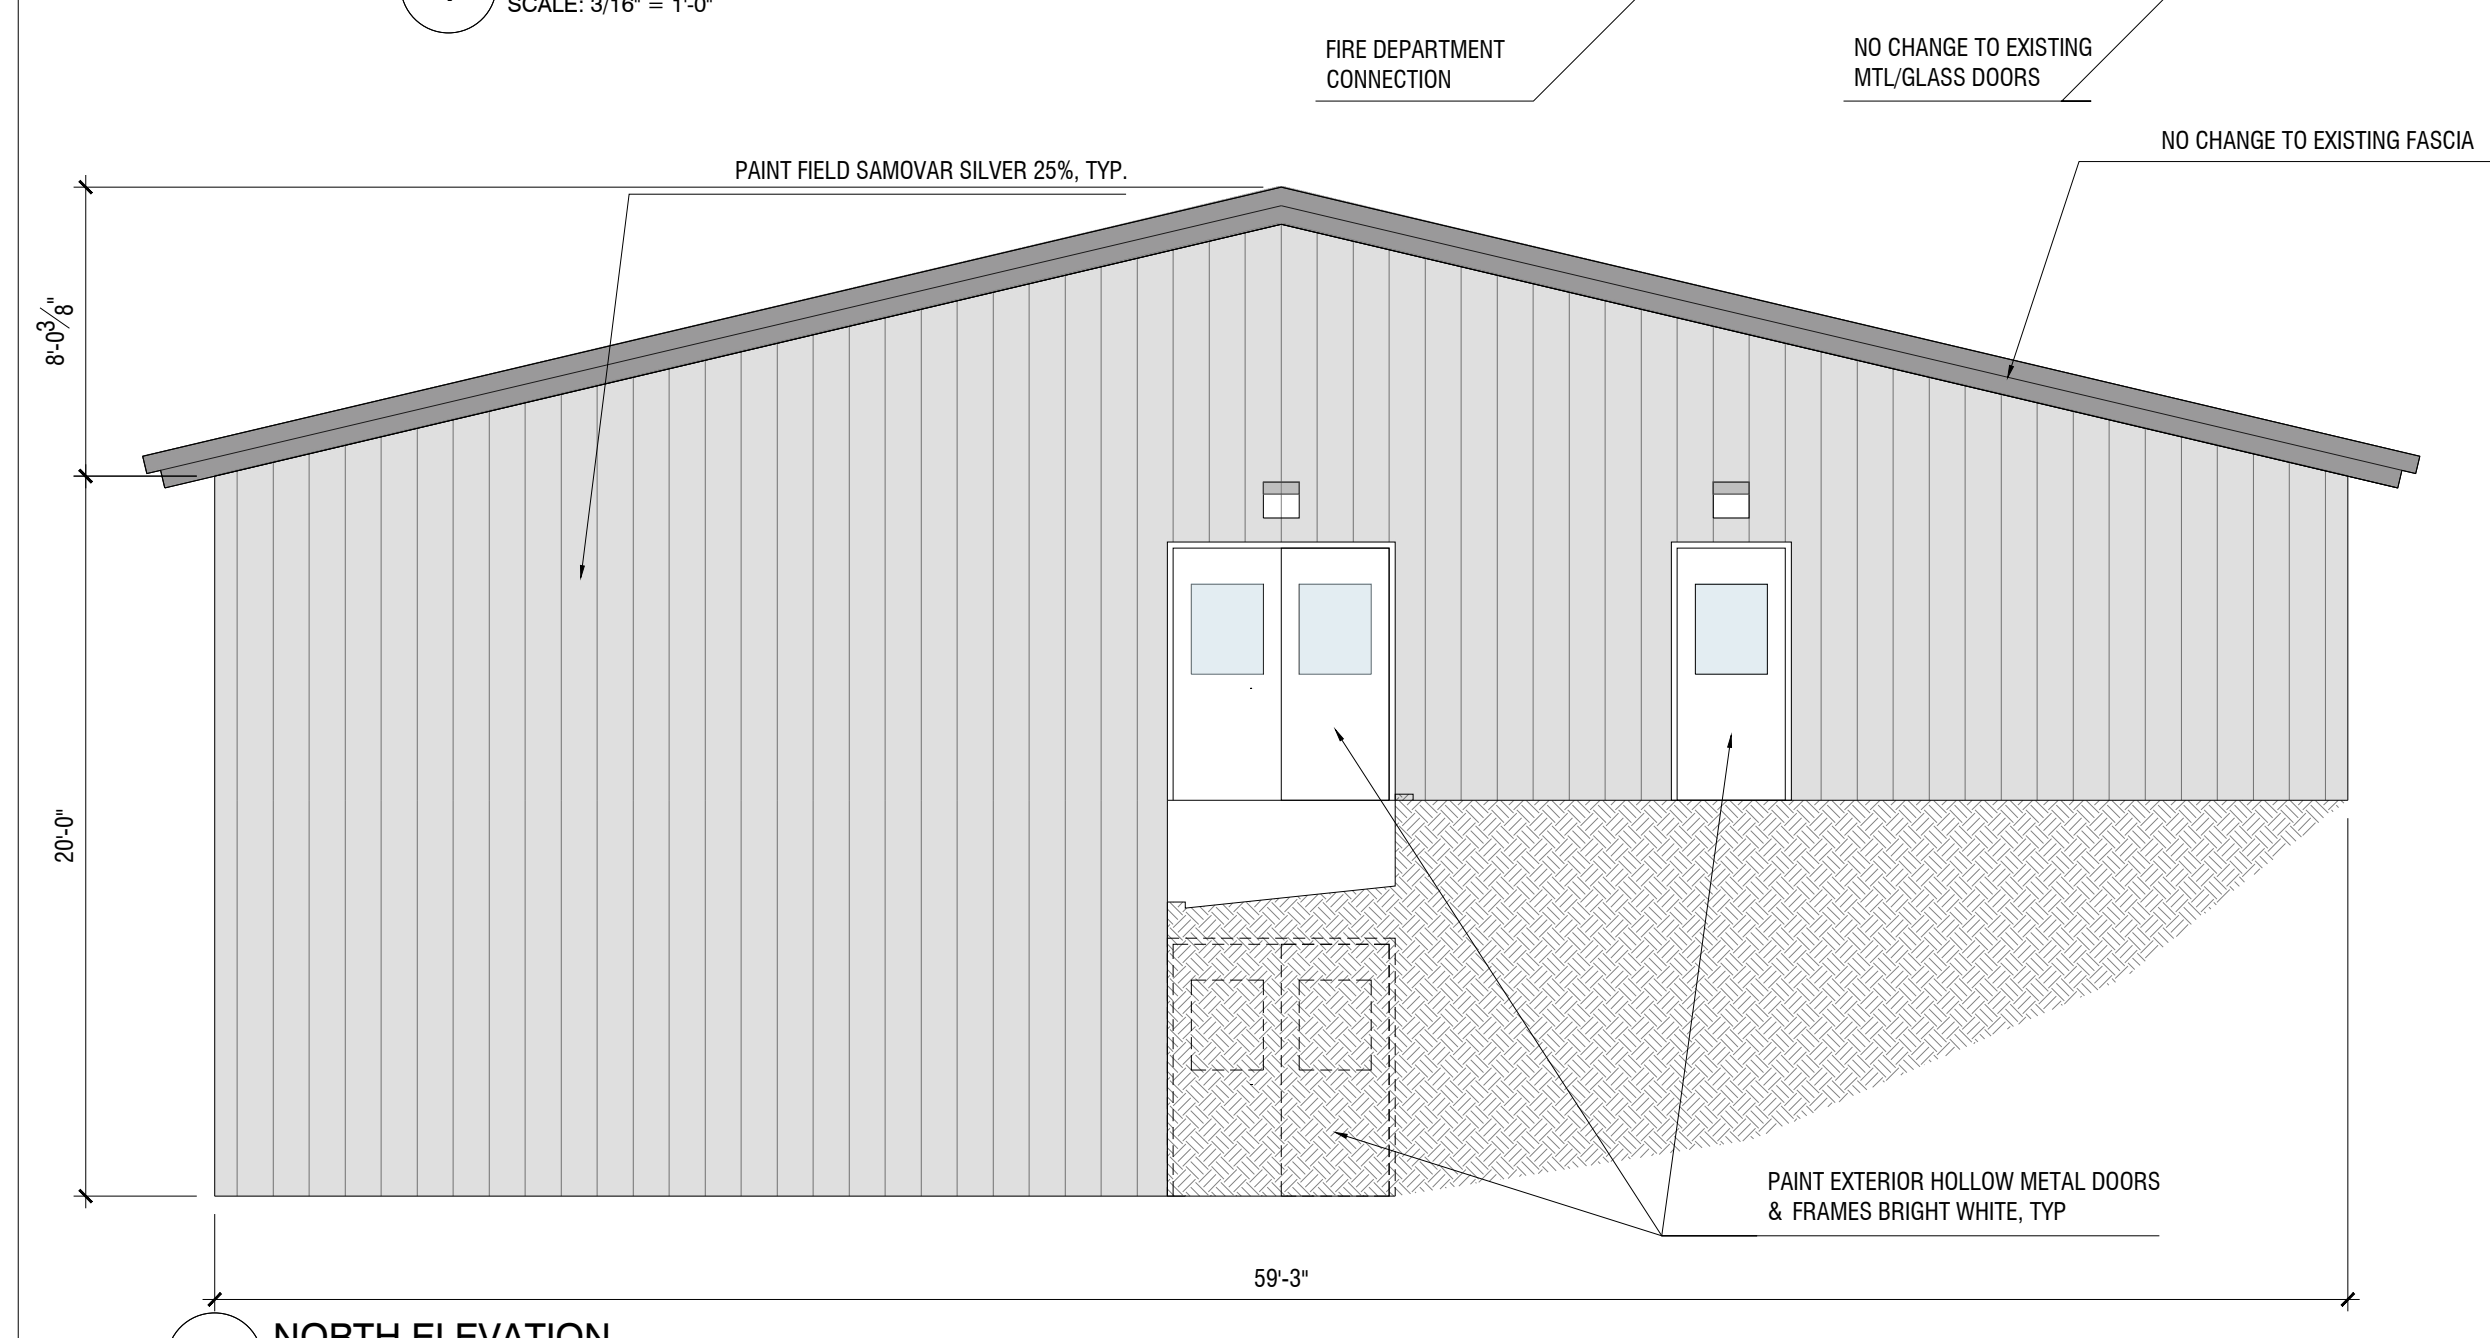 SCALE: 3/16" = 1'-0"
FIRE DEPARTMENT
CONNECTION
NO CHANGE TO EXISTING
MTL/GLASS DOORS
NO CHANGE TO EXISTING FASCIA
PAINT FIELD SAMOVAR SILVER 25%, TYP.
8'-0 3/8"
20'-0"
PAINT EXTERIOR HOLLOW METAL DOORS
& FRAMES BRIGHT WHITE, TYP
59'-3"
NORTH ELEVATION